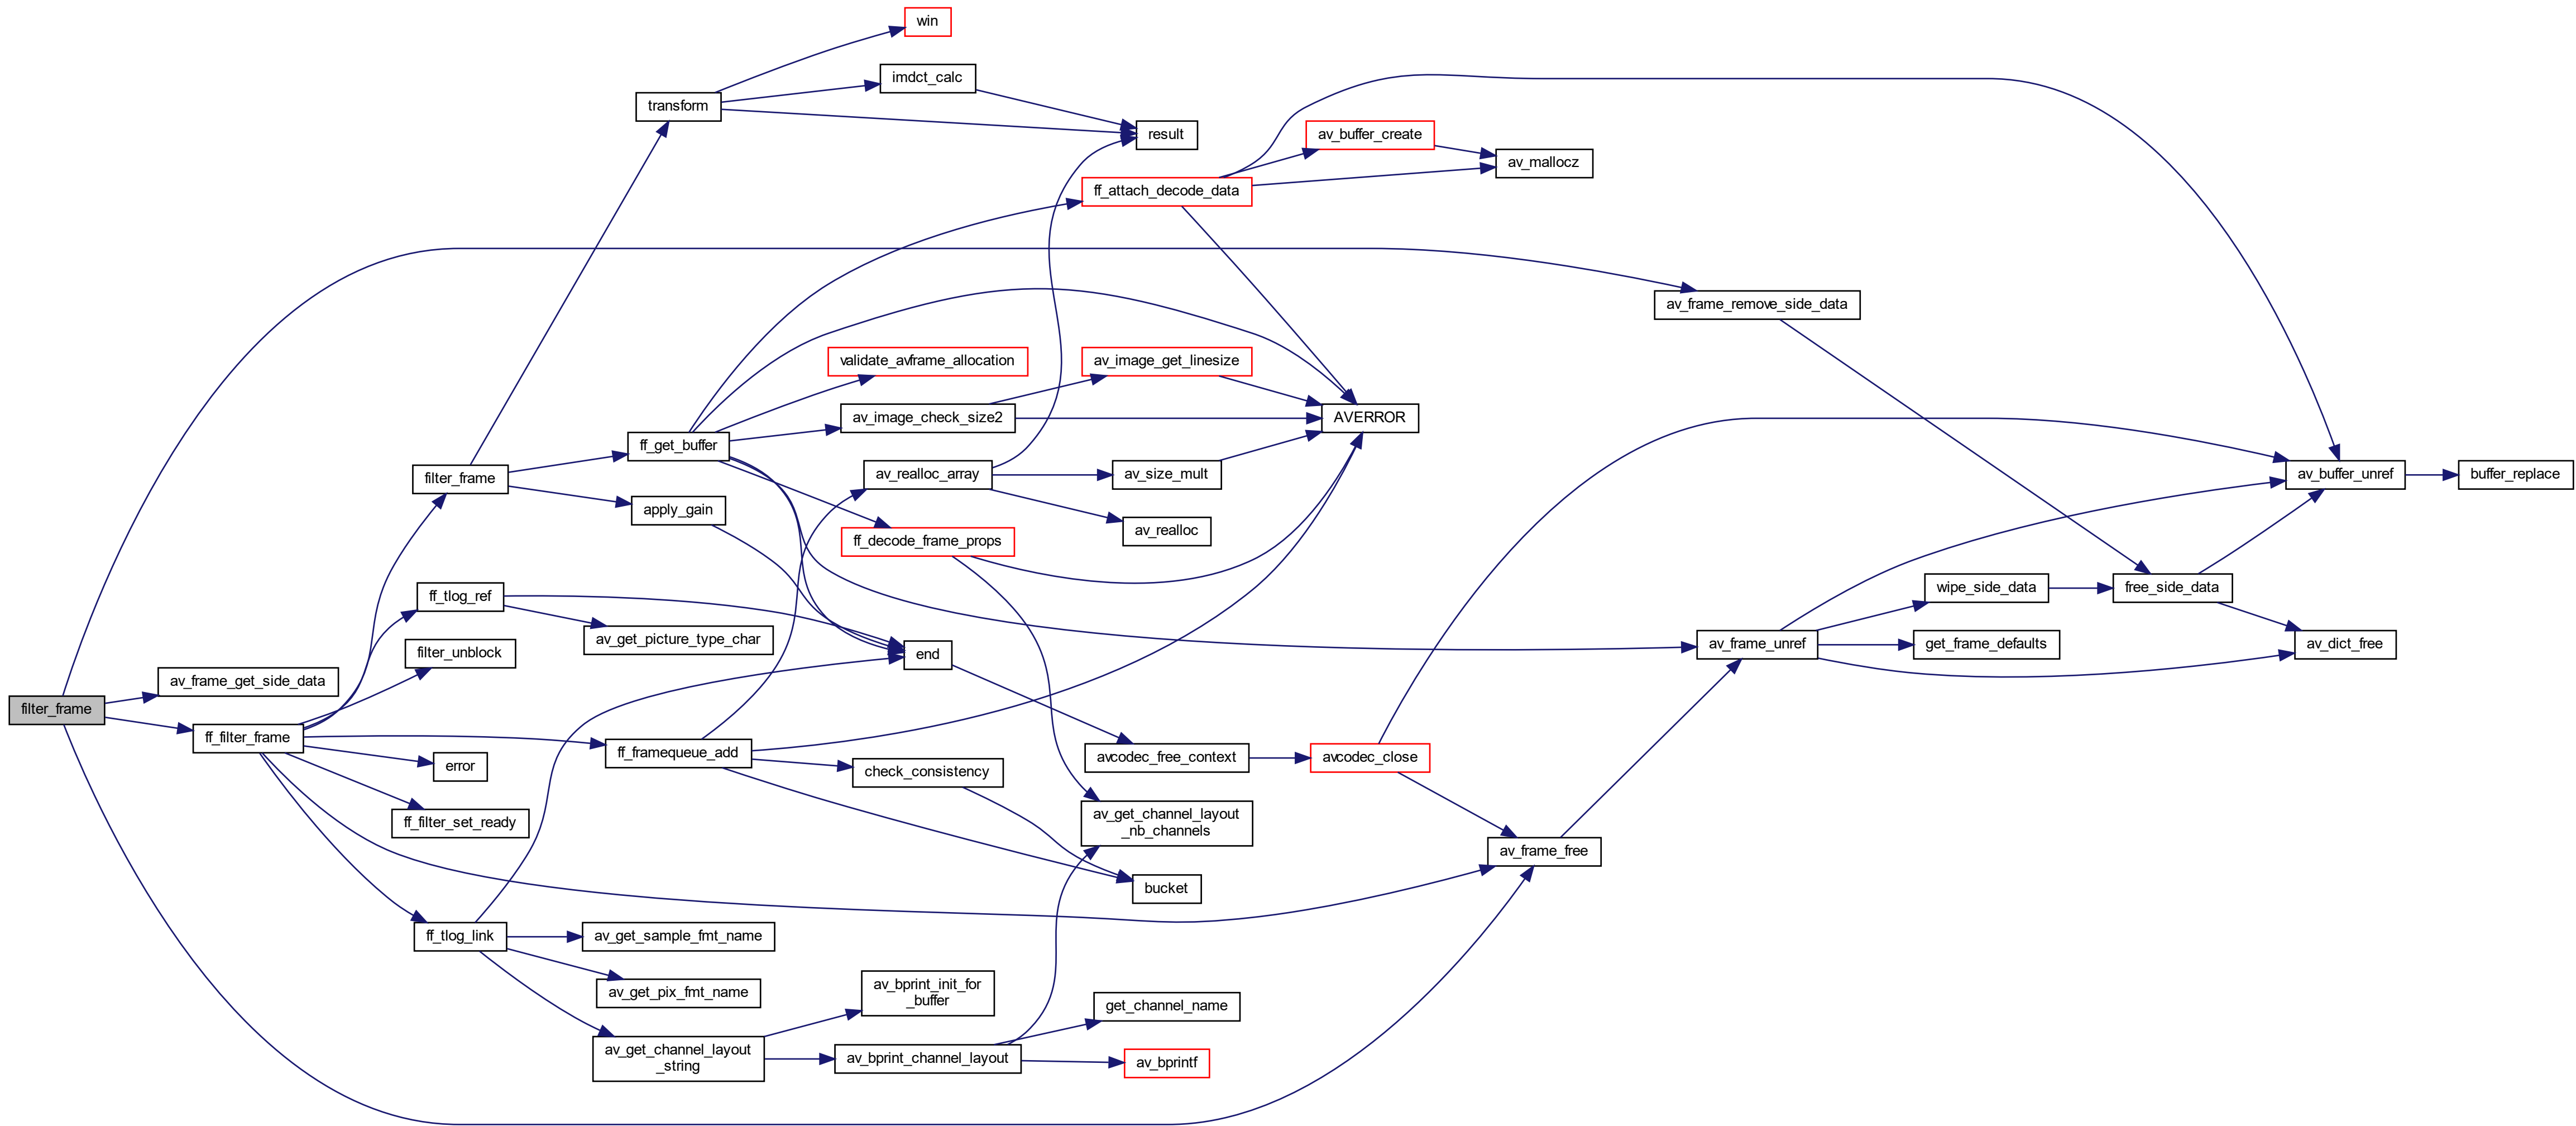 win
imdct_calc
transform
result
av_buffer_create
av_mallocz
ff_attach_decode_data
av_frame_remove_side_data
validate_avframe_allocation
av_image_get_linesize
av_image_check_size2
AVERROR
ff_get_buffer
filter_frame
av_realloc_array
av_size_mult
av_buffer_unref
buffer_replace
apply_gain
av_realloc
ff_decode_frame_props
ff_tlog_ref
wipe_side_data
free_side_data
av_get_picture_type_char
filter_unblock
end
av_frame_unref
get_frame_defaults
av_dict_free
av_frame_get_side_data
filter_frame
ff_filter_frame
ff_framequeue_add
avcodec_free_context
avcodec_close
error
check_consistency
ff_filter_set_ready
av_get_channel_layout
_nb_channels
av_frame_free
bucket
ff_tlog_link
av_get_sample_fmt_name
av_get_pix_fmt_name
av_bprint_init_for
_buffer
get_channel_name
av_get_channel_layout
_string
av_bprint_channel_layout
av_bprintf